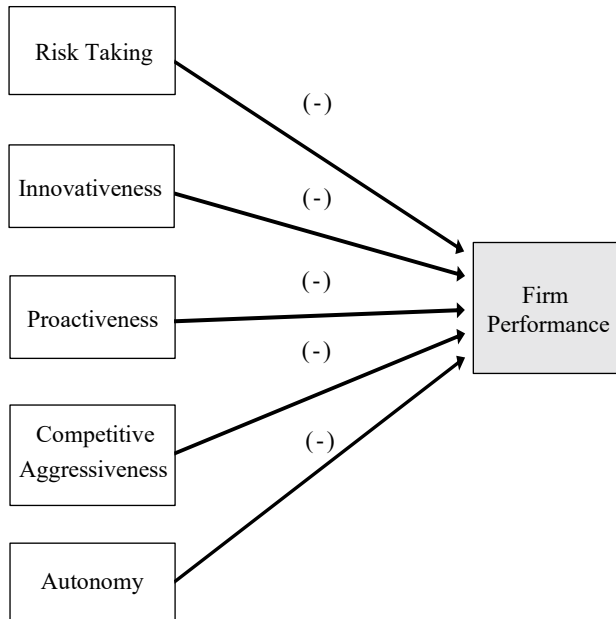 Risk Taking
(-)
Innovativeness
(-)
Proactiveness
(-)
Firm
Performance
(-)
Competitive
Aggressiveness
(-)
Autonomy